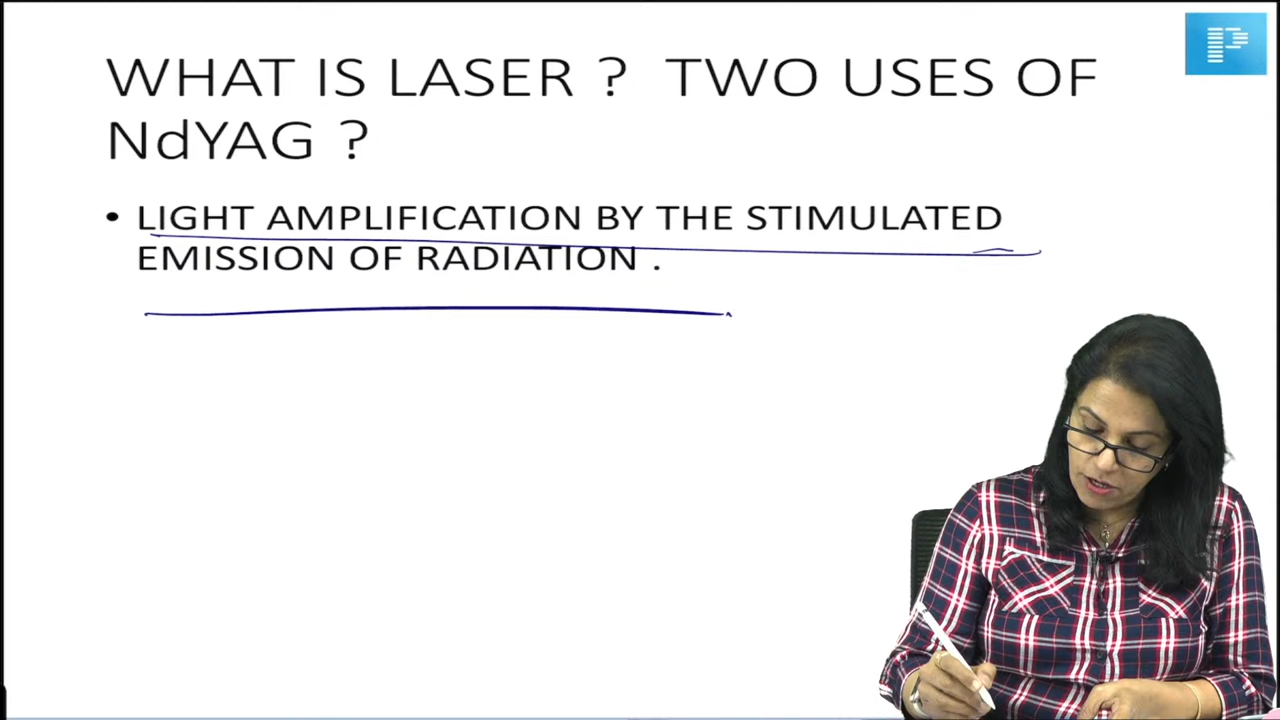 WHAT IS LASER ? TWO USES OF
NdYAG ?
• LIGHT AMPLIFICATION BY THE STIMULATED
EMISSION OF RADIATION .
P